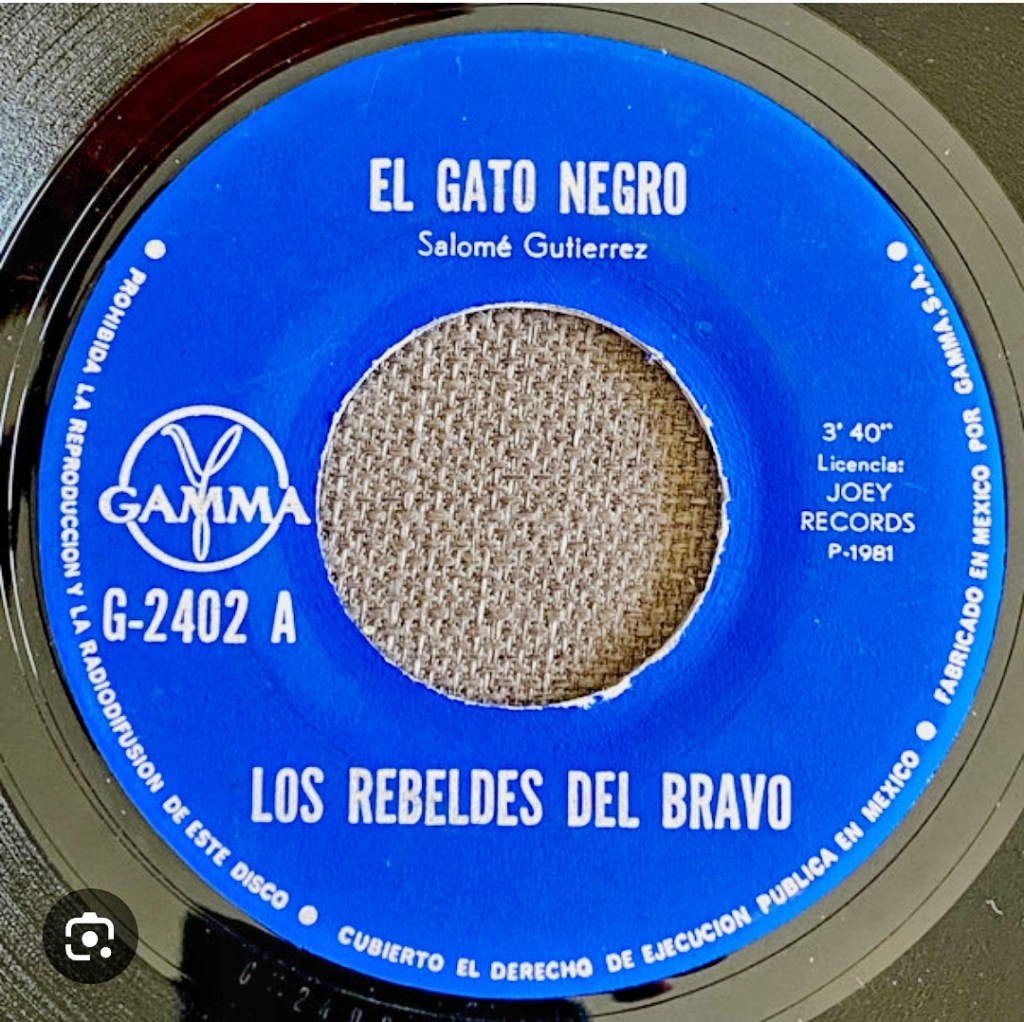 EL GATO NEGRO
Salomé Gutierrez
GAMMA
G-2402 A
3' 40"
Licencia:
JOEY
RECORDS
P-1981
LOS REBELDES DEL BRAVO
PROHIBIDA LA REPRODUCCION Y LA RADIODIFUSION DE ESTE DISCO
CUBIERTO EL DERECHO DE EJECUCION PUBLICA EN MEXICO
FABRICADO EN MEXICO POR GAMMA, S.A.